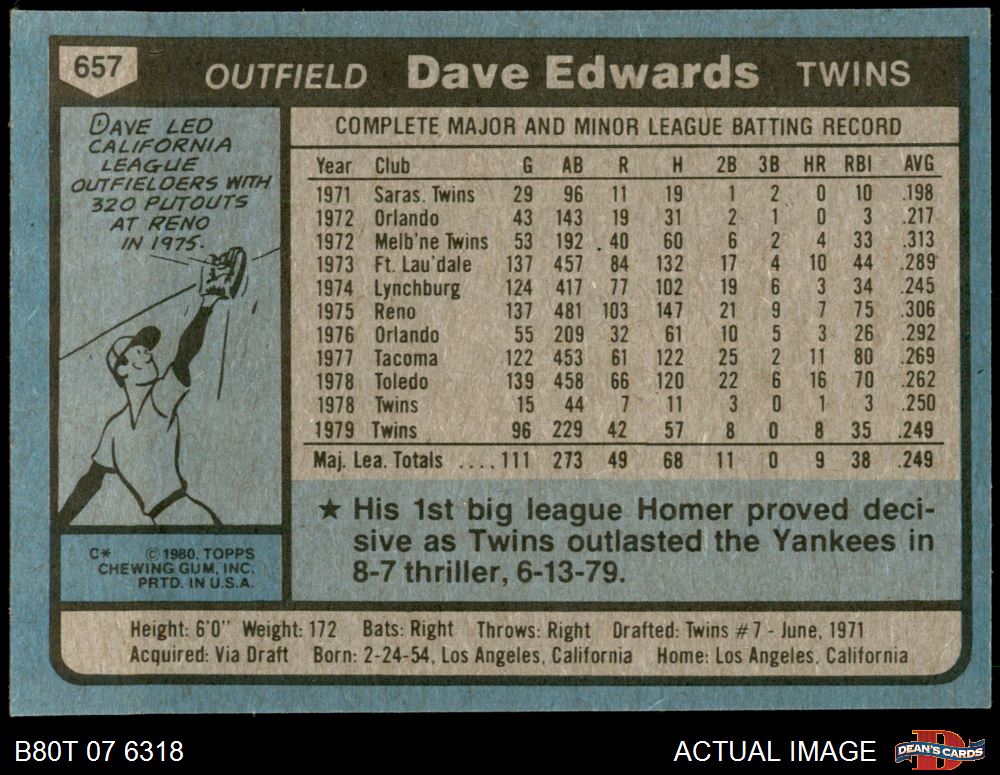 657 OUTFIELD Dave Edwards TWINS
DAVE LED
CALIFORNIA
LEAGUE
OUTFIELDERS WITH
320 PUTOUTS
AT RENO
IN 1975.
C* © 1980. TOPPS
CHEWING GUM, INC.
PRTD. IN U.S.A.
COMPLETE MAJOR AND MINOR LEAGUE BATTING RECORD
Year Club G AB R H 2B 3B HR RBI AVG
1971 Saras. Twins 29 96 11 19 1 2 0 10 .198
1972 Orlando 43 143 19 31 2 1 0 3 .217
1972 Melb'ne Twins 53 192 40 60 6 2 4 33 .313
1973 Ft. Lau'dale 137 457 84 132 17 4 10 44 .289
1974 Lynchburg 124 417 77 102 19 6 3 34 .245
1975 Reno 137 481 103 147 21 9 7 75 .306
1976 Orlando 55 209 32 61 10 5 3 26 .292
1977 Tacoma 122 453 61 122 25 2 11 80 .269
1978 Toledo 139 458 66 120 22 6 16 70 .262
1978 Twins 15 44 7 11 3 0 1 3 .250
1979 Twins 96 229 42 57 8 0 8 35 .249
Maj. Lea. Totals ....111 273 49 68 11 0 9 38 .249
★ His 1st big league Homer proved deci-
sive as Twins outlasted the Yankees in
8-7 thriller, 6-13-79.
Height: 6'0" Weight: 172 Bats: Right Throws: Right Drafted: Twins #7 - June, 1971
Acquired: Via Draft Born: 2-24-54, Los Angeles, California Home: Los Angeles, California
B80T 07 6318 ACTUAL IMAGE DEAN'S CARDS